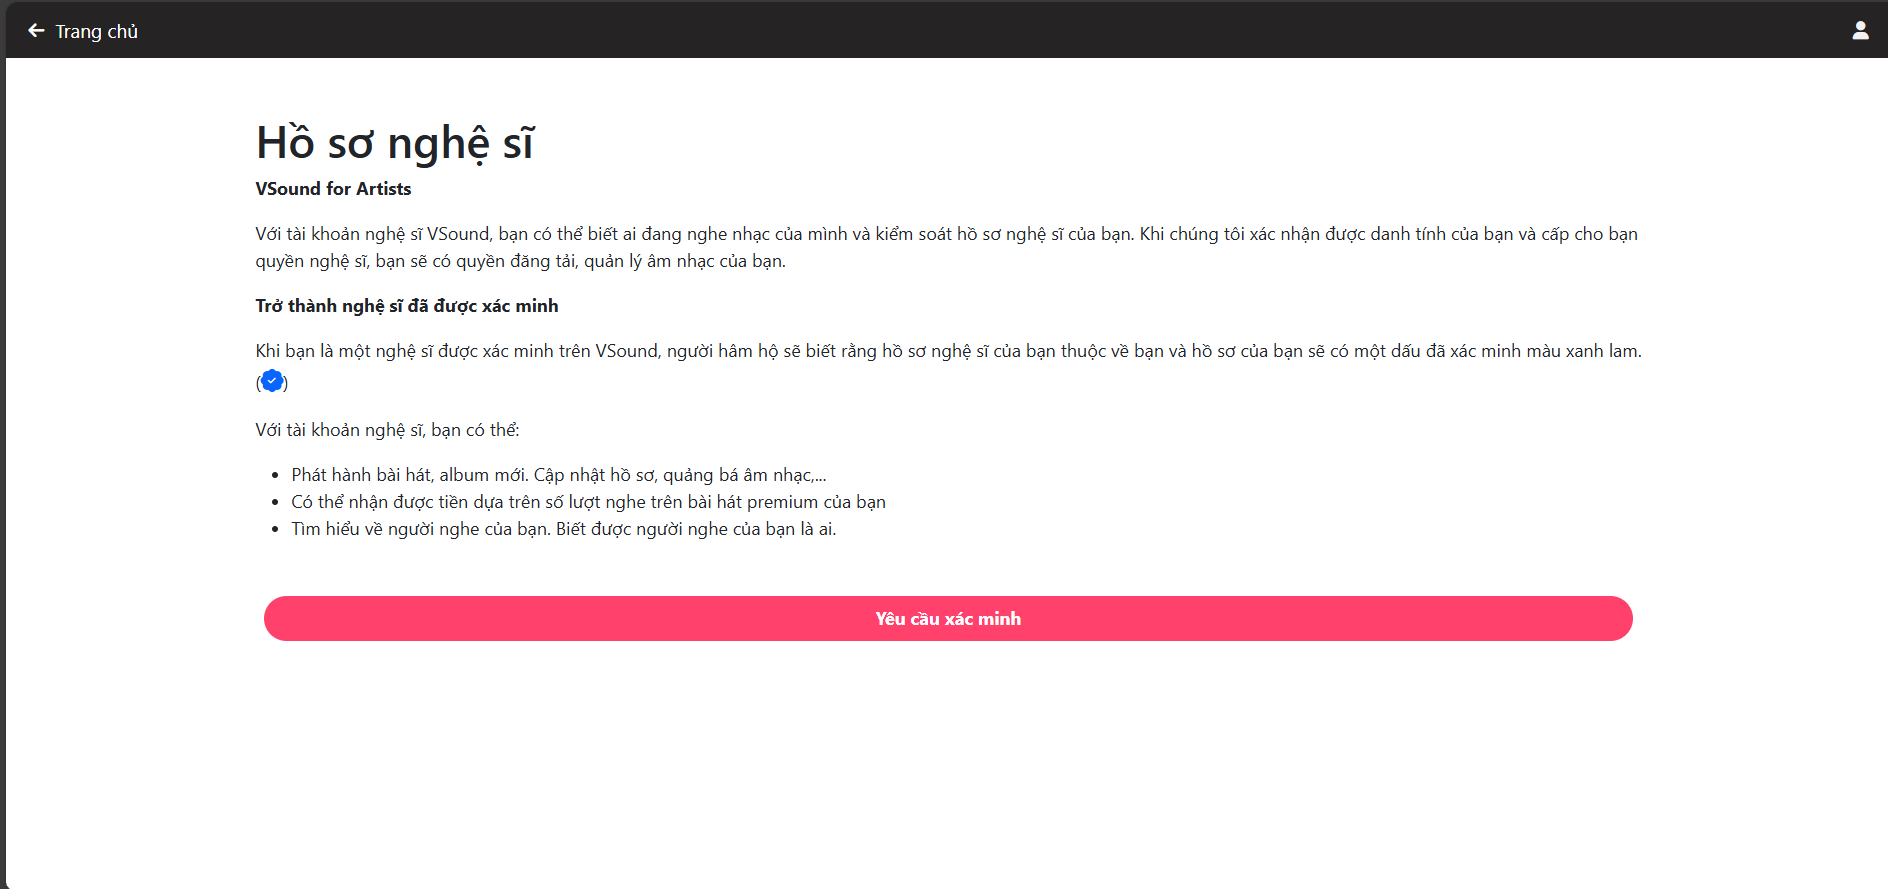 Trang chủ
Hồ sơ nghệ sĩ
VSound for Artists
Với tài khoản nghệ sĩ VSound, bạn có thể biết ai đang nghe nhạc của mình và kiểm soát hồ sơ nghệ sĩ của bạn. Khi chúng tôi xác nhận được danh tính của bạn và cấp cho bạn
quyền nghệ sĩ, bạn sẽ có quyền đăng tải, quản lý âm nhạc của bạn.
Trở thành nghệ sĩ đã được xác minh
Khi bạn là một nghệ sĩ được xác minh trên VSound, người hâm hộ sẽ biết rằng hồ sơ nghệ sĩ của bạn thuộc về bạn và hồ sơ của bạn sẽ có một dấu đã xác minh màu xanh lam.
()
Với tài khoản nghệ sĩ, bạn có thể:
• Phát hành bài hát, album mới. Cập nhật hồ sơ, quảng bá âm nhạc,...
• Có thể nhận được tiền dựa trên số lượt nghe trên bài hát premium của bạn
• Tìm hiểu về người nghe của bạn. Biết được người nghe của bạn là ai.
Yêu cầu xác minh